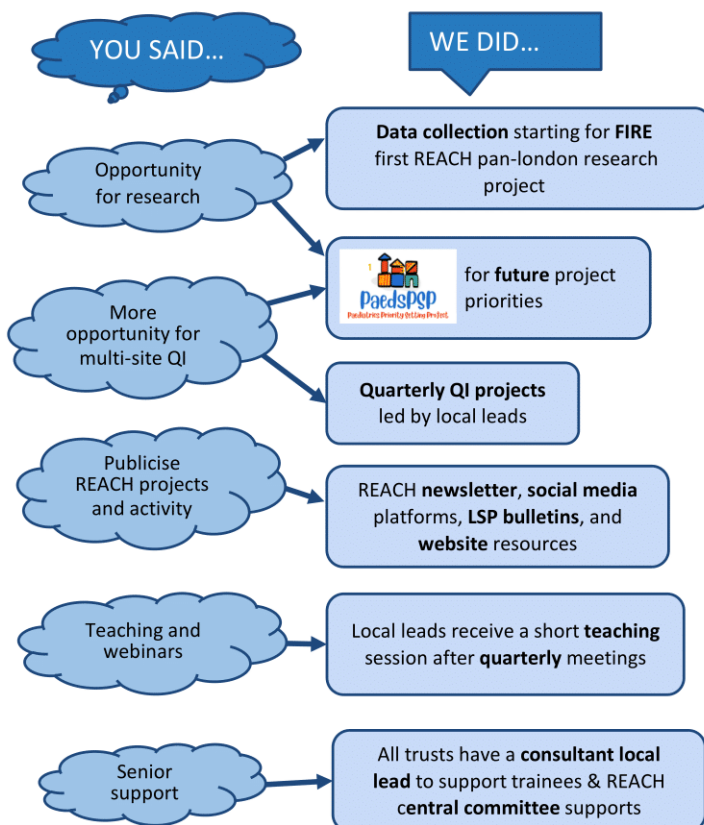 YOU SAID...
WE DID...
Opportunity
for research
Data collection starting for FIRE
first REACH pan-london research
project
PaedsPSP
Paediatrics Priority Setting Project
for future project
priorities
More
opportunity for
multi-site QI
Quarterly QI projects
led by local leads
Publicise
REACH projects
and activity
REACH newsletter, social media
platforms, LSP bulletins, and
website resources
Teaching and
webinars
Local leads receive a short teaching
session after quarterly meetings
Senior
support
All trusts have a consultant local
lead to support trainees & REACH
central committee supports